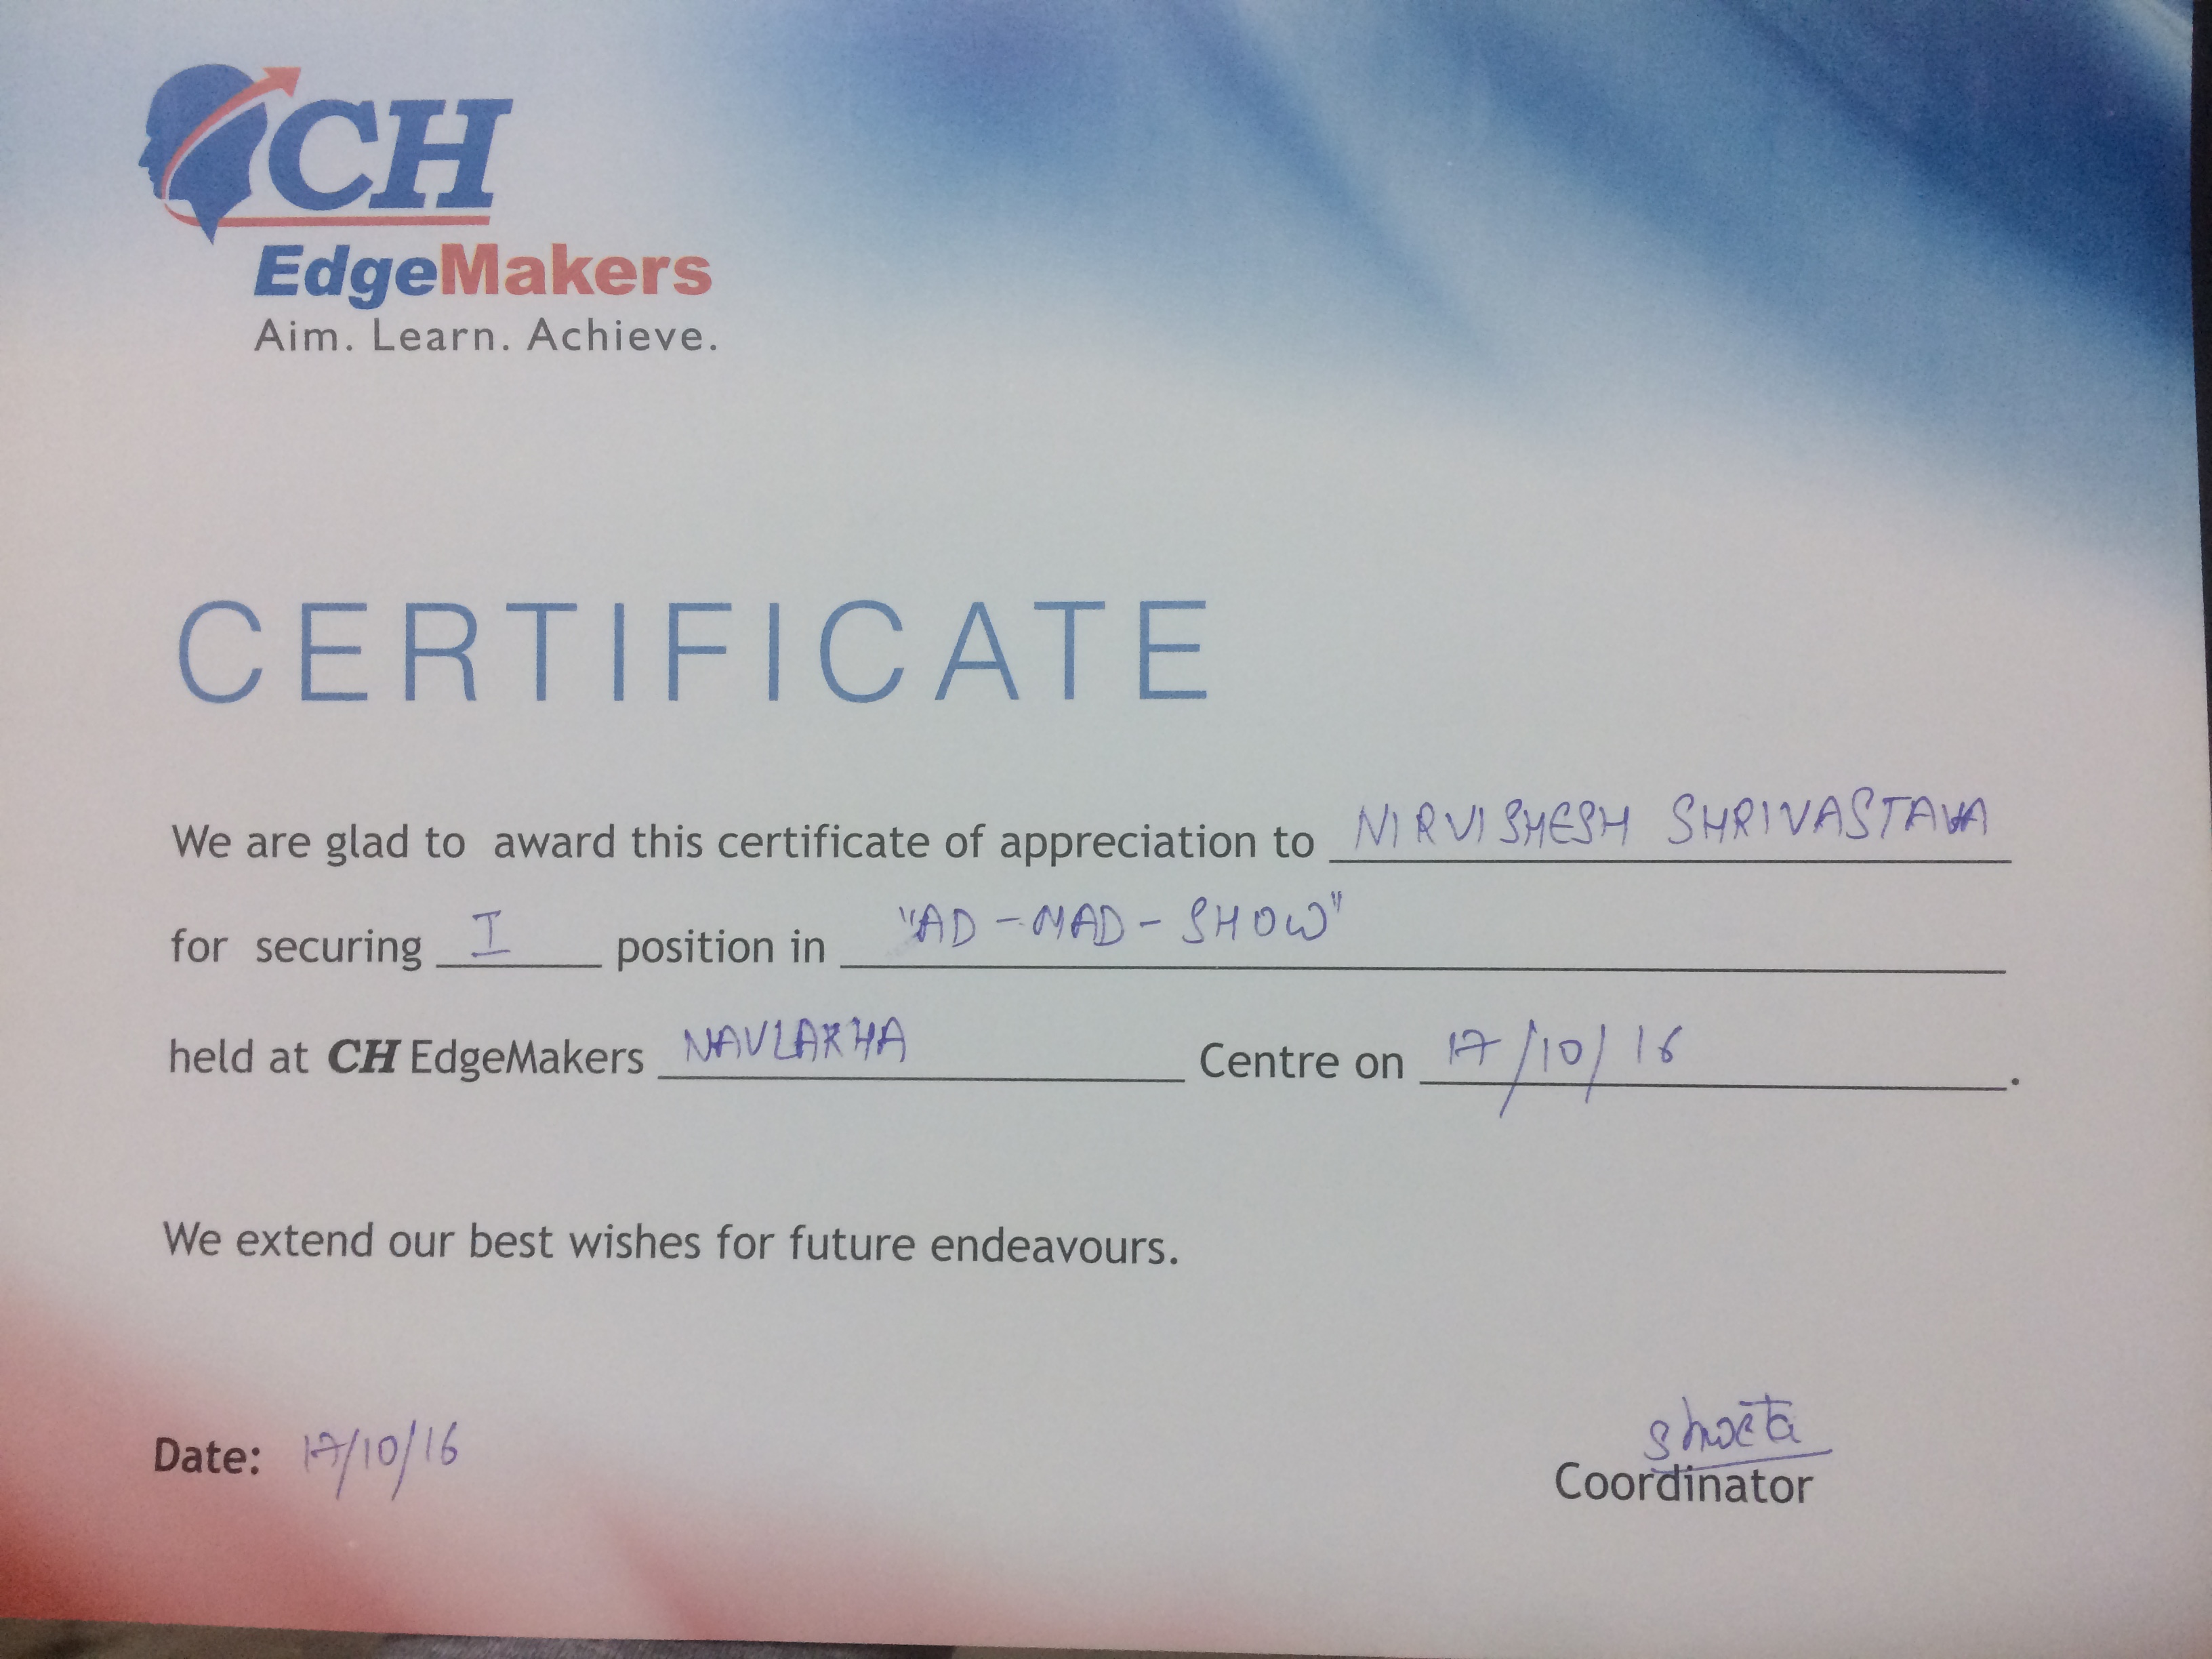 CH
EdgeMakers
Aim. Learn. Achieve.
CERTIFICATE
We are glad to award this certificate of appreciation to NIRVISHESH SHRIVASTAVA
for securing I position in "AD-MAD-SHOW"
held at CH EdgeMakers NAVLAKHA Centre on 17/10/16.
We extend our best wishes for future endeavours.
Date: 17/10/16
Coordinator